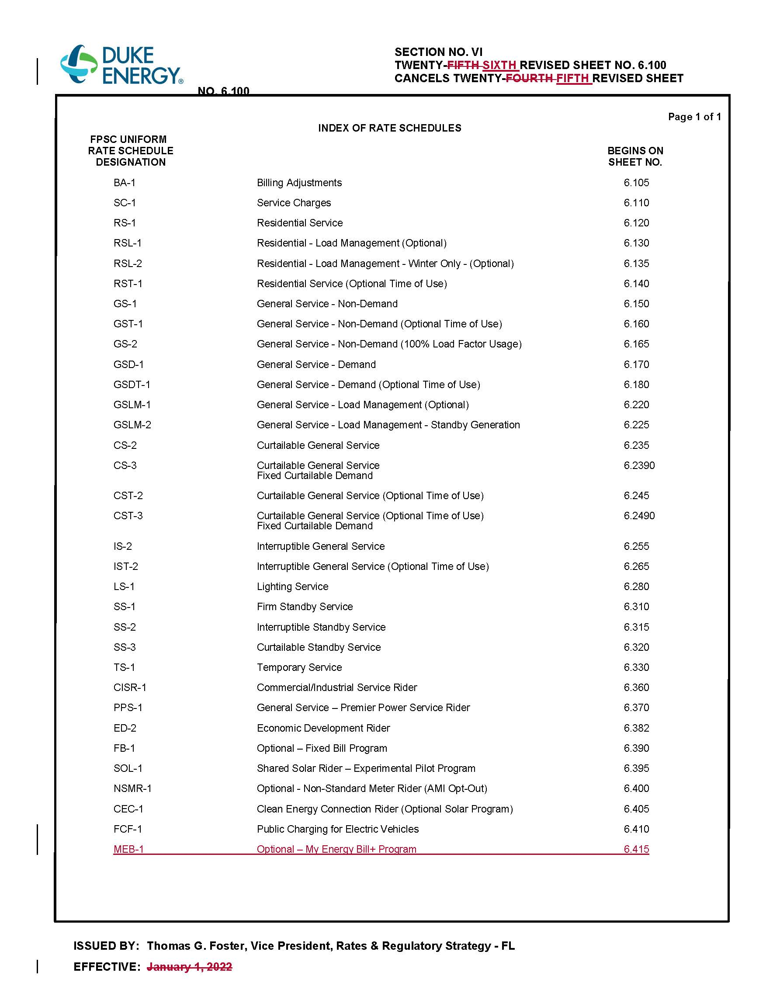 DUKE
ENERGY®
SECTION NO. VI
TWENTY-FIFTH SIXTH REVISED SHEET NO. 6.100
CANCELS TWENTY-FOURTH FIFTH REVISED SHEET
NO. 6.100
Page 1 of 1
INDEX OF RATE SCHEDULES
FPSC UNIFORM
RATE SCHEDULE BEGINS ON
DESIGNATION SHEET NO.
BA-1 Billing Adjustments 6.105
SC-1 Service Charges 6.110
RS-1 Residential Service 6.120
RSL-1 Residential - Load Management (Optional) 6.130
RSL-2 Residential - Load Management - Winter Only - (Optional) 6.135
RST-1 Residential Service (Optional Time of Use) 6.140
GS-1 General Service - Non-Demand 6.150
GST-1 General Service - Non-Demand (Optional Time of Use) 6.160
GS-2 General Service - Non-Demand (100% Load Factor Usage) 6.165
GSD-1 General Service - Demand 6.170
GSDT-1 General Service - Demand (Optional Time of Use) 6.180
GSLM-1 General Service - Load Management (Optional) 6.220
GSLM-2 General Service - Load Management - Standby Generation 6.225
CS-2 Curtailable General Service 6.235
CS-3 Curtailable General Service 6.2390
Fixed Curtailable Demand
CST-2 Curtailable General Service (Optional Time of Use) 6.245
CST-3 Curtailable General Service (Optional Time of Use) 6.2490
Fixed Curtailable Demand
IS-2 Interruptible General Service 6.255
IST-2 Interruptible General Service (Optional Time of Use) 6.265
LS-1 Lighting Service 6.280
SS-1 Firm Standby Service 6.310
SS-2 Interruptible Standby Service 6.315
SS-3 Curtailable Standby Service 6.320
TS-1 Temporary Service 6.330
CISR-1 Commercial/Industrial Service Rider 6.360
PPS-1 General Service – Premier Power Service Rider 6.370
ED-2 Economic Development Rider 6.382
FB-1 Optional – Fixed Bill Program 6.390
SOL-1 Shared Solar Rider – Experimental Pilot Program 6.395
NSMR-1 Optional - Non-Standard Meter Rider (AMI Opt-Out) 6.400
CEC-1 Clean Energy Connection Rider (Optional Solar Program) 6.405
FCF-1 Public Charging for Electric Vehicles 6.410
MEB-1 Optional – My Energy Bill+ Program 6.415
ISSUED BY: Thomas G. Foster, Vice President, Rates & Regulatory Strategy - FL
EFFECTIVE: January 1, 2022